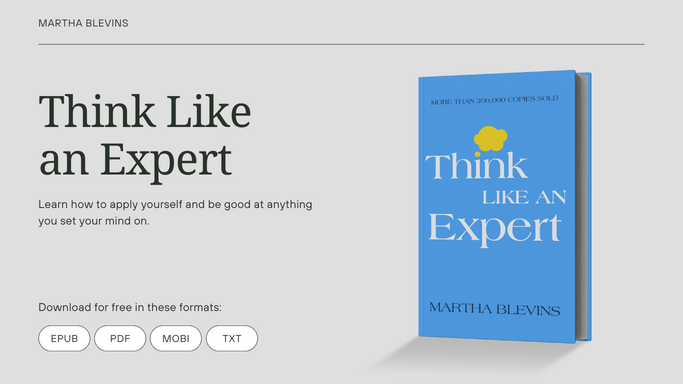 MARTHA BLEVINS
Think Like
an Expert
Learn how to apply yourself and be good at anything
you set your mind on.
Download for free in these formats:
EPUB
PDF
MOBI
TXT
MORE THAN 200.000 COPIES SOLD
Think
LIKE AN
Expert
MARTHA BLEVINS